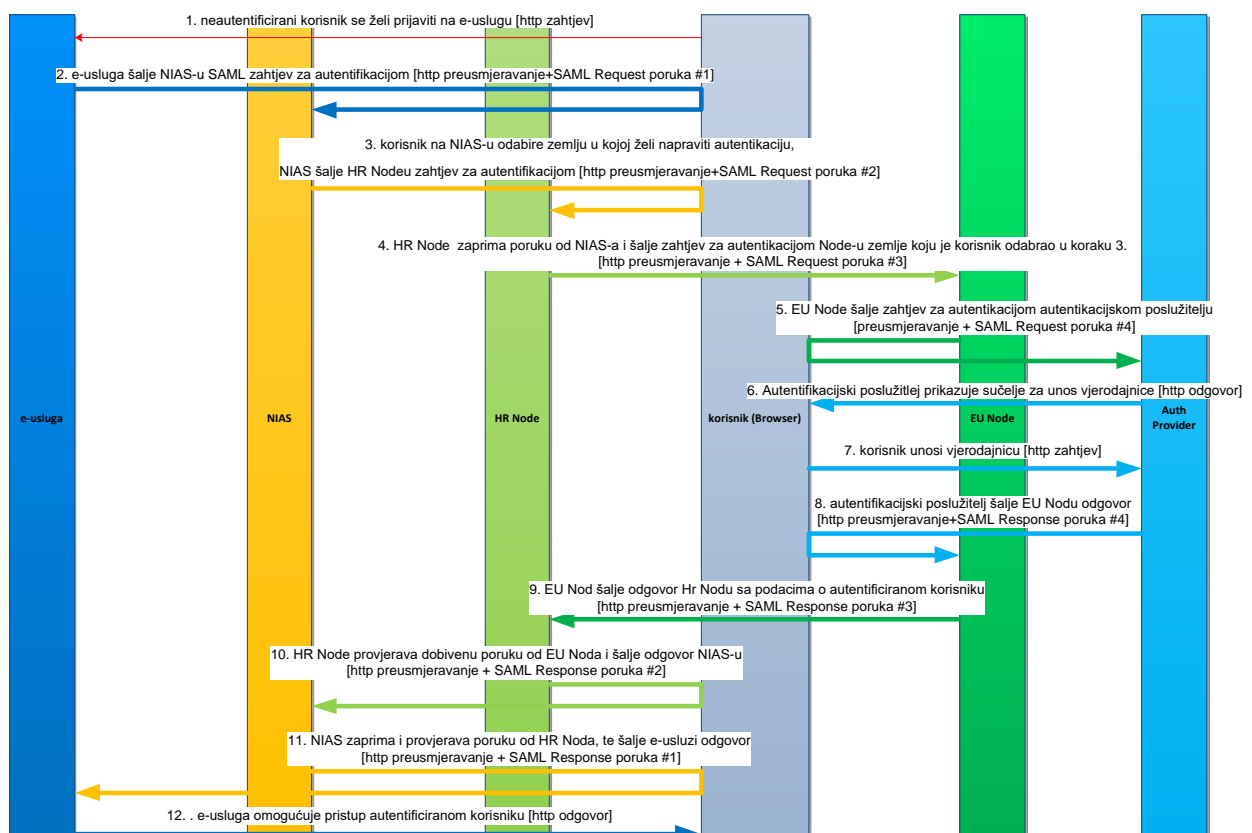 1. neautentificirani korisnik se želi prijaviti na e-uslugu [http zahtjev]
2. e-usluga šalje NIAS-u SAML zahtjev za autentifikacijom [http preusmjeravanje+SAML Request poruka #1]
3. korisnik na NIAS-u odabire zemlju u kojoj želi napraviti autentikaciju,
NIAS šalje HR Nodeu zahtjev za autentifikacijom [http preusmjeravanje+SAML Request poruka #2]
4. HR Node zaprima poruku od NIAS-a i šalje zahtjev za autentikacijom Node-u zemlje koju je korisnik odabrao u koraku 3.
[http preusmjeravanje + SAML Request poruka #3]
5. EU Node šalje zahtjev za autentikacijom autentikacijskom poslužitelju
[preusmjeravanje + SAML Request poruka #4]
6. Autentifikacijski poslužitlej prikazuje sučelje za unos vjerodajnice [http odgovor]
e-usluga
NIAS
HR Node
korisnik (Browser)
EU Node
Auth
Provider
7. korisnik unosi vjerodajnicu [http zahtjev]
8. autentifikacijski poslužitelj šalje EU Nodu odgovor
[http preusmjeravanje+SAML Response poruka #4]
9. EU Nod šalje odgovor Hr Nodu sa podacima o autentificiranom korisniku
[http preusmjeravanje + SAML Response poruka #3]
10. HR Node provjerava dobivenu poruku od EU Noda i šalje odgovor NIAS-u
[http preusmjeravanje + SAML Response poruka #2]
11. NIAS zaprima i provjerava poruku od HR Noda, te šalje e-usluzi odgovor
[http preusmjeravanje + SAML Response poruka #1]
12. . e-usluga omogućuje pristup autentificiranom korisniku [http odgovor]